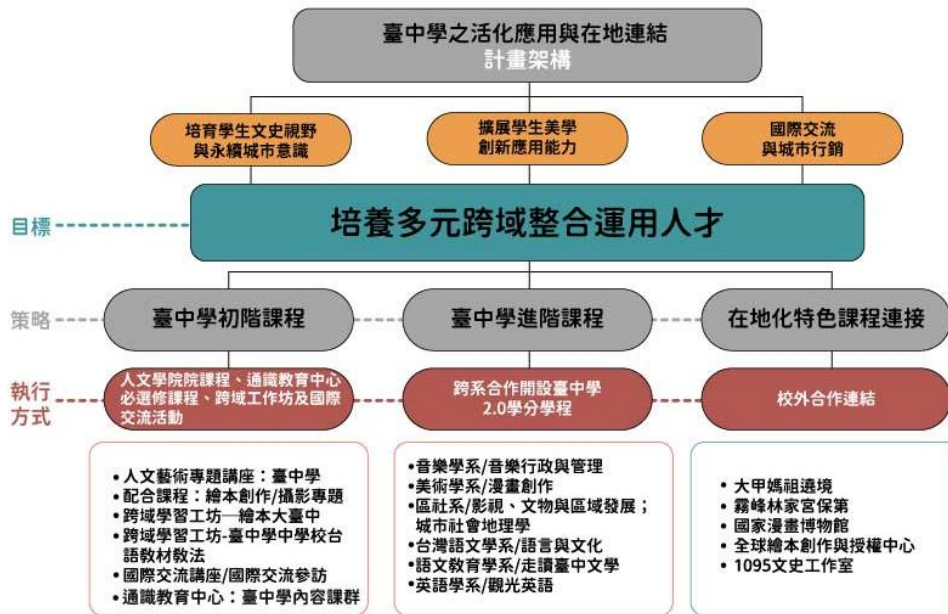 臺中學之活化應用與在地連結
計畫架構
培育學生文史視野
與永續城市意識
擴展學生美學
創新應用能力
國際交流
與城市行銷
目標
培養多元跨域整合運用人才
策略
臺中學初階課程
臺中學進階課程
在地化特色課程連接
執行
方式
人文學院院課程、通識教育中心
必選修課程、跨域工作坊及國際
交流活動
跨系合作開設臺中學
2.0學分學程
校外合作連結
•人文藝術專題講座：臺中學
•配合課程：繪本創作/攝影專題
•跨域學習工坊─繪本大臺中
•跨域學習工坊-臺中學中學校台
語教材教法
•國際交流講座/國際交流參訪
•通識教育中心：臺中學內容課群
•音樂學系/音樂行政與管理
•美術學系/漫畫創作
•區社系/影視、文物與區域發展；
城市社會地理學
•台灣語文學系/語言與文化
•語文教育學系/走讀臺中文學
•英語學系/觀光英語
•大甲媽祖遶境
•霧峰林家宮保第
•國家漫畫博物館
•全球繪本創作與授權中心
•1095文史工作室